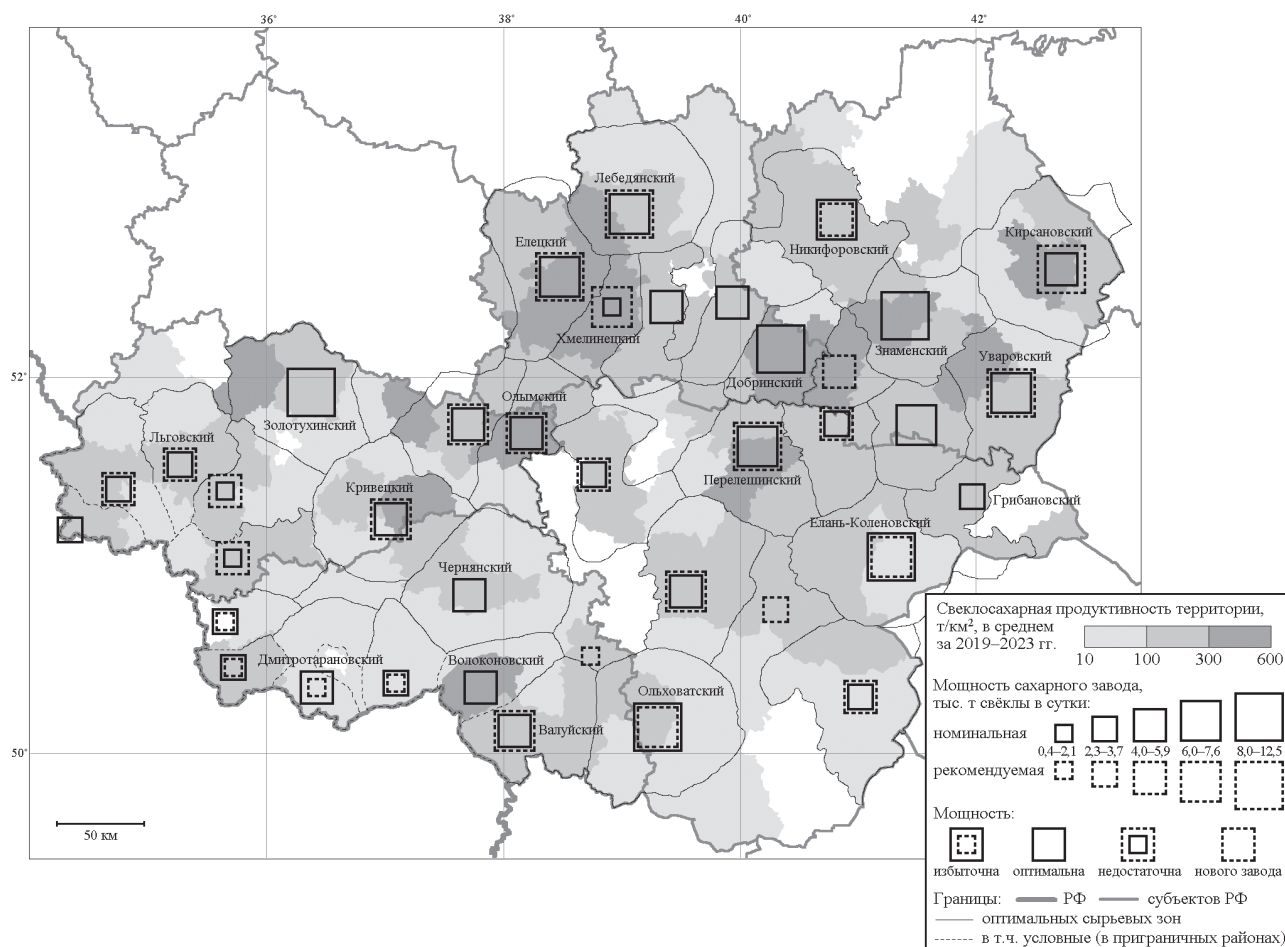 36°
38°
40°
42°
Лебедянский
Елецкий
Никифоровский
Кирсановский
Хмелинецкий
Знаменский
Уваровский
52°
Добринский
Золотухинский
Олымский
Льговский
Перелешинский
Кривецкий
Грибановский
Елань-Коленовский
Чернянский
Дмитротарановский
Волоконовский
Ольховатский
Валуйский
50°
50 км
Свеклосахарная продуктивность территории,
т/км², в среднем
за 2019–2023 гг.
10 100 300 600
Мощность сахарного завода,
тыс. т свёклы в сутки:
номинальная
0,4–2,1 2,3–3,7 4,0–5,9 6,0–7,6 8,0–12,5
рекомендуемая
Мощность:
избыточна оптимальна недостаточна нового завода
Границы: РФ субъектов РФ
оптимальных сырьевых зон
в т.ч. условные (в приграничных районах)